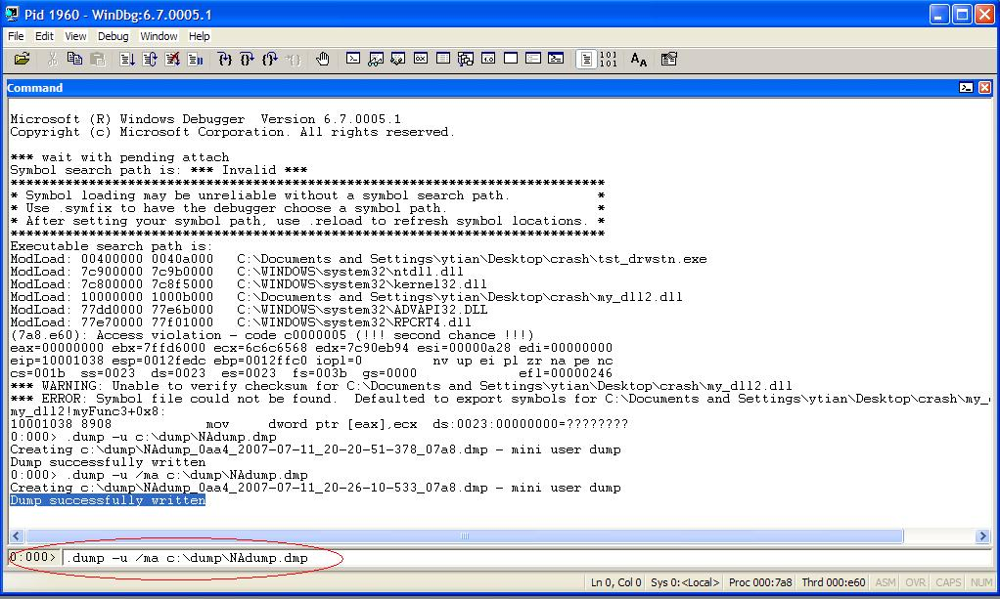 Pid 1960 - WinDbg:6.7.0005.1
File Edit View Debug Window Help
Command
Microsoft (R) Windows Debugger  Version 6.7.0005.1
Copyright (c) Microsoft Corporation. All rights reserved.
*** wait with pending attach
Symbol search path is: *** Invalid ***
****************************************************************************
* Symbol loading may be unreliable without a symbol search path.           *
* Use .symfix to have the debugger choose a symbol path.                   *
* After setting your symbol path, use .reload to refresh symbol locations. *
****************************************************************************
Executable search path is:
ModLoad: 00400000 0040a000   C:\Documents and Settings\ytian\Desktop\crash\tst_drwstn.exe
ModLoad: 7c900000 7c9b0000   C:\WINDOWS\system32\ntdll.dll
ModLoad: 7c800000 7c8f5000   C:\WINDOWS\system32\kernel32.dll
ModLoad: 10000000 1000b000   C:\Documents and Settings\ytian\Desktop\crash\my_dll2.dll
ModLoad: 77dd0000 77e6b000   C:\WINDOWS\system32\ADVAPI32.DLL
ModLoad: 77e70000 77f01000   C:\WINDOWS\system32\RPCRT4.dll
(7a8.e60): Access violation - code c0000005 (!!! second chance !!!)
eax=00000000 ebx=7ffd6000 ecx=6c6c6568 edx=7c90eb94 esi=00000a28 edi=00000000
eip=10001038 esp=0012fedc ebp=0012ffc0 iopl=0         nv up ei pl zr na pe nc
cs=001b  ss=0023  ds=0023  es=0023  fs=003b  gs=0000             efl=00000246
*** WARNING: Unable to verify checksum for C:\Documents and Settings\ytian\Desktop\crash\my_dll2.dll
*** ERROR: Symbol file could not be found.  Defaulted to export symbols for C:\Documents and Settings\ytian\Desktop\crash\my_
my_dll2!myFunc3+0x8:
10001038 8908            mov     dword ptr [eax],ecx  ds:0023:00000000=????????
0:000> .dump -u c:\dump\NAdump.dmp
Creating c:\dump\NAdump_0aa4_2007-07-11_20-20-51-378_07a8.dmp - mini user dump
Dump successfully written
0:000> .dump -u /ma c:\dump\NAdump.dmp
Creating c:\dump\NAdump_0aa4_2007-07-11_20-26-10-533_07a8.dmp - mini user dump
Dump successfully written
0:000> .dump -u /ma c:\dump\NAdump.dmp
Ln 0, Col 0 Sys 0:<Local> Proc 000:7a8 Thrd 000:e60 ASM OVR CAPS NUM